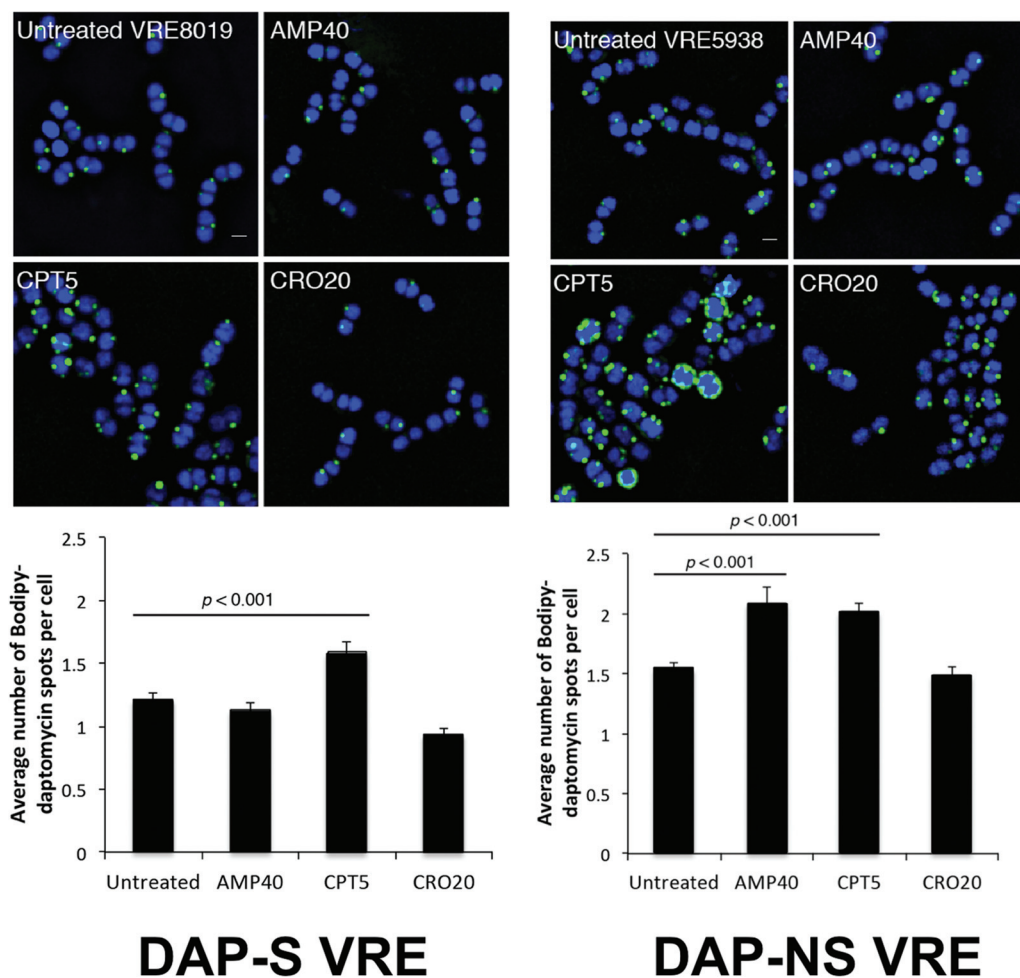 Untreated VRE8019
AMP40
CPT5
CRO20
Untreated VRE5938
AMP40
CPT5
CRO20
Average number of Bodipy-
daptomycin spots per cell
2.5
2
1.5
1
0.5
0
p < 0.001
Untreated
AMP40
CPT5
CRO20
DAP-S VRE
Average number of Bodipy-
daptomycin spots per cell
2.5
2
1.5
1
0.5
0
p < 0.001
p < 0.001
Untreated
AMP40
CPT5
CRO20
DAP-NS VRE